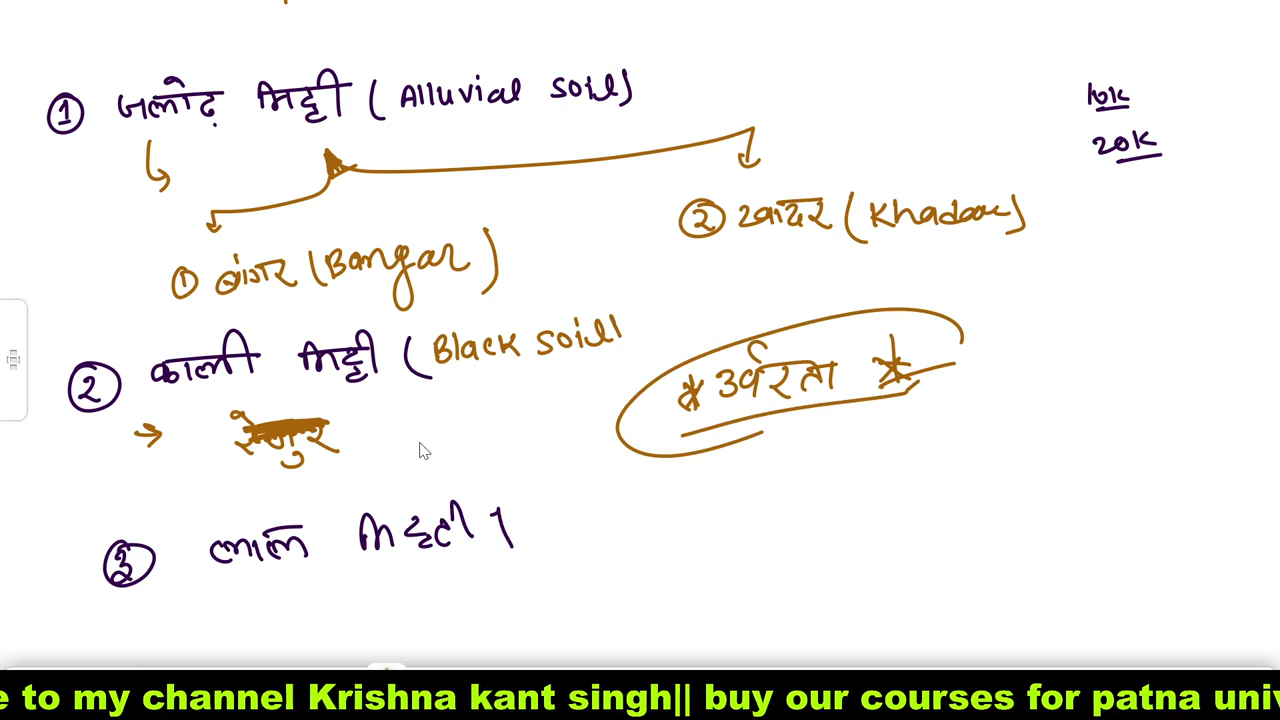 ① जलोढ़ मिट्टी (Alluvial soil)
10k
20k
① बांगर (Bangar)
② खादर (Khadar)
② काली मिट्टी (Black soil)
* उर्वरता *
→ रेगुर
③ लाल मिट्टी (
e to my channel Krishna kant singh|| buy our courses for patna univ